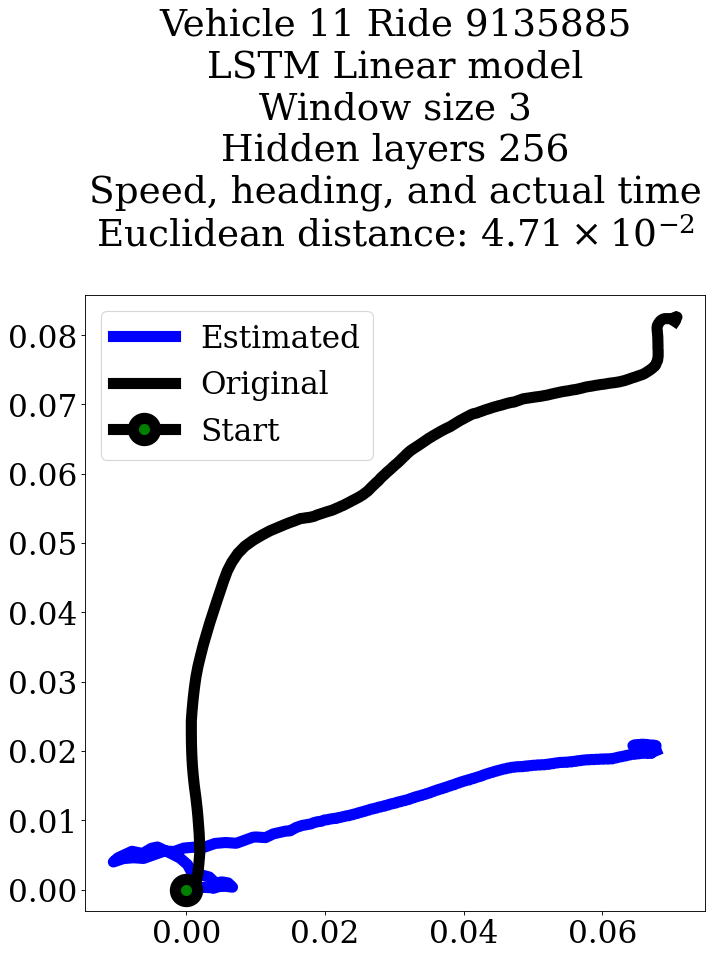 Vehicle 11 Ride 9135885
LSTM Linear model
Window size 3
Hidden layers 256
Speed, heading, and actual time
Euclidean distance: 4.71 × 10⁻²
Estimated
Original
Start
0.08
0.07
0.06
0.05
0.04
0.03
0.02
0.01
0.00
0.00 0.02 0.04 0.06